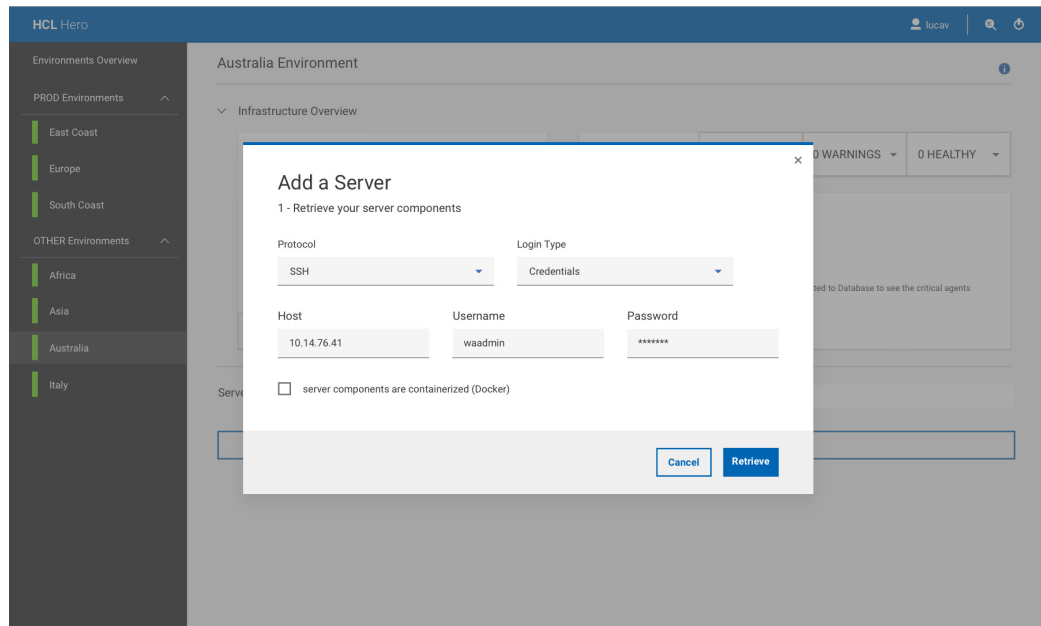 HCL Hero
lucav
Environments Overview
Australia Environment
PROD Environments
Infrastructure Overview
East Coast
0 WARNINGS
0 HEALTHY
Europe
Add a Server
South Coast
1 - Retrieve your server components
OTHER Environments
Protocol
Login Type
SSH
Credentials
Africa
ted to Database to see the critical agents
Asia
Host
Username
Password
10.14.76.41
waadmin
*******
Australia
Italy
server components are containerized (Docker)
Serve
Cancel
Retrieve